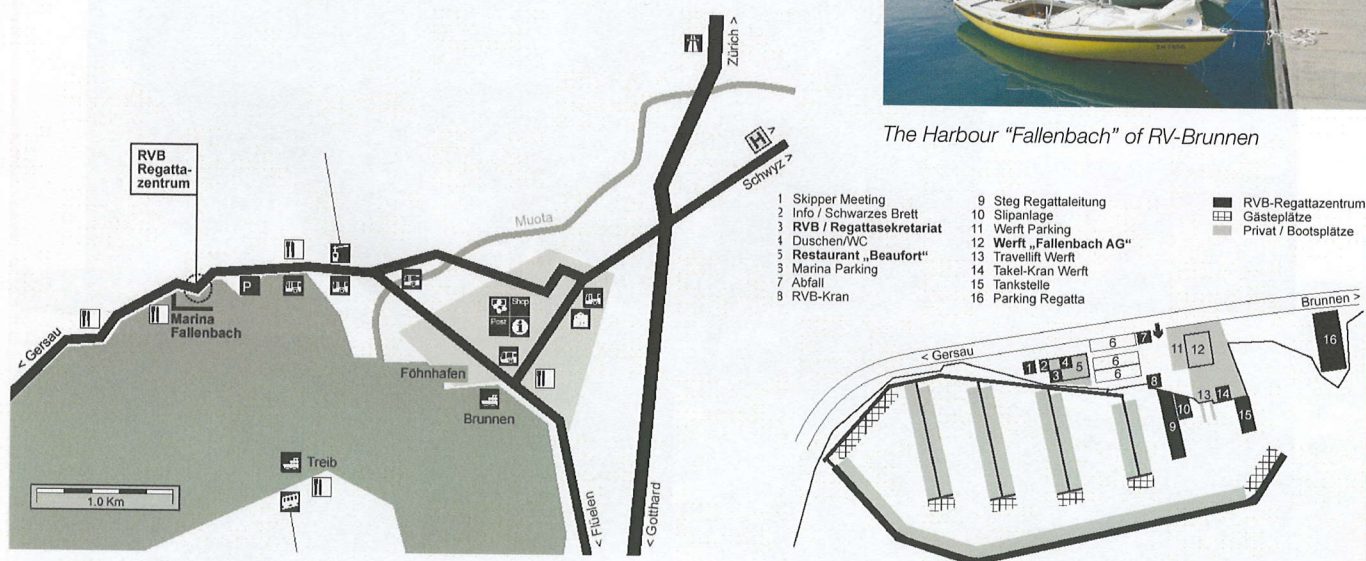 Zürich >
H >
Schwyz >
RVB
Regatta-
zentrum
Muota
P
Shop
Post
i
Marina
Fallenbach
< Gersau
Föhnhafen
Brunnen
Treib
1.0 Km
< Flüelen
< Gotthard
The Harbour "Fallenbach" of RV-Brunnen
1 Skipper Meeting
2 Info / Schwarzes Brett
3 RVB / Regattasekretariat
4 Duschen/WC
5 Restaurant „Beaufort“
6 Marina Parking
7 Abfall
8 RVB-Kran
9 Steg Regattaleitung
10 Slipanlage
11 Werft Parking
12 Werft „Fallenbach AG“
13 Travellift Werft
14 Takel-Kran Werft
15 Tankstelle
16 Parking Regatta
RVB-Regattazentrum
Gästeplätze
Privat / Bootsplätze
Brunnen >
< Gersau
1
2
3
4
5
6
6
6
7
8
9
10
11
12
13
14
15
16